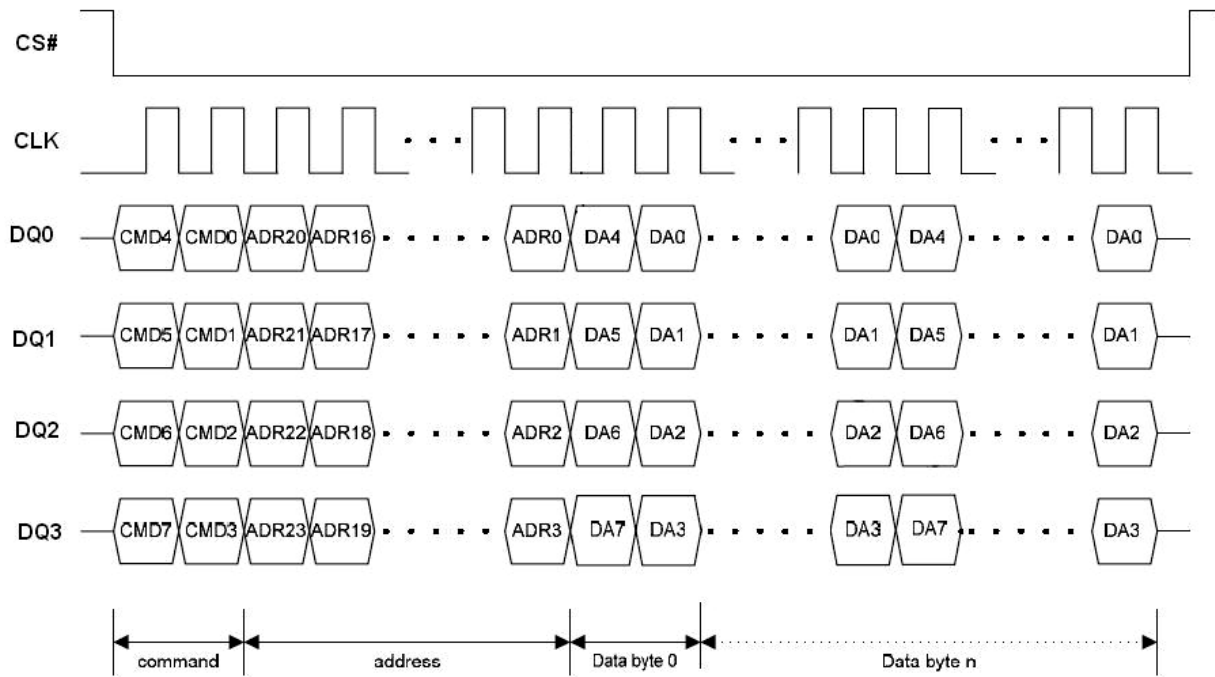 CS#
CLK
DQ0 CMD4 CMD0 ADR20 ADR16 ADR0 DA4 DA0 DA0 DA4 DA0
DQ1 CMD5 CMD1 ADR21 ADR17 ADR1 DA5 DA1 DA1 DA5 DA1
DQ2 CMD6 CMD2 ADR22 ADR18 ADR2 DA6 DA2 DA2 DA6 DA2
DQ3 CMD7 CMD3 ADR23 ADR19 ADR3 DA7 DA3 DA3 DA7 DA3
command address Data byte 0 Data byte n